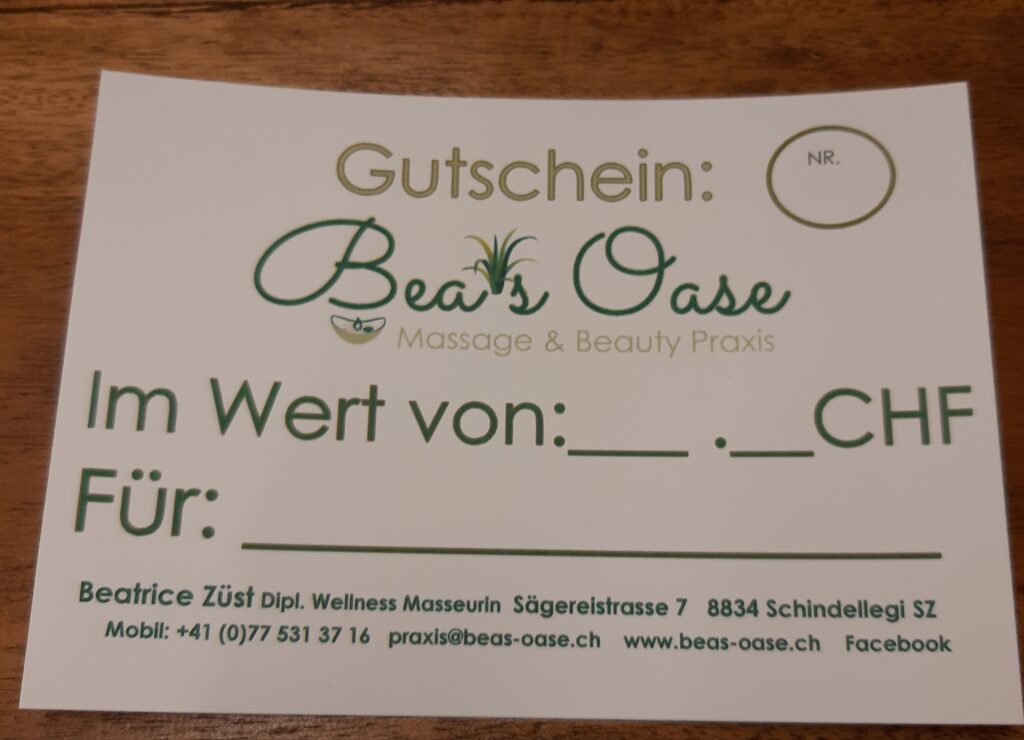 Gutschein:
NR.
Bea's Oase
Massage & Beauty Praxis
Im Wert von:___ .__CHF
Für: ____________________
Beatrice Züst Dipl. Wellness Masseurin Sägereistrasse 7 8834 Schindellegi SZ
Mobil: +41 (0)77 531 37 16 praxis@beas-oase.ch www.beas-oase.ch Facebook